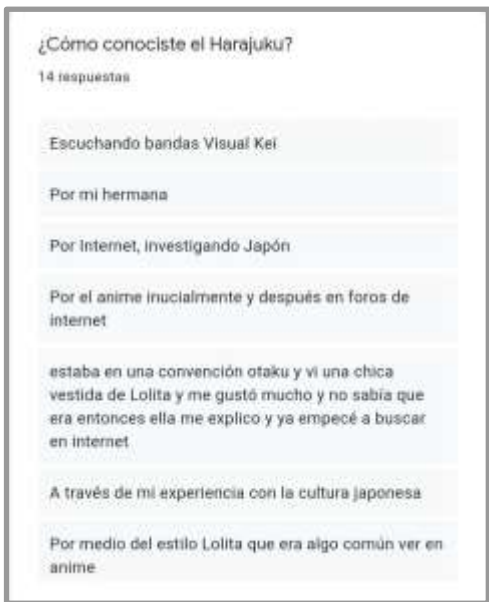 ¿Cómo conociste el Harajuku?
14 respuestas
Escuchando bandas Visual Kei
Por mi hermana
Por Internet, investigando Japón
Por el anime inucialmente y después en foros de
internet
estaba en una convención otaku y vi una chica
vestida de Lolita y me gustó mucho y no sabía que
era entonces ella me explico y ya empecé a buscar
en internet
A través de mi experiencia con la cultura japonesa
Por medio del estilo Lolita que era algo común ver en
anime